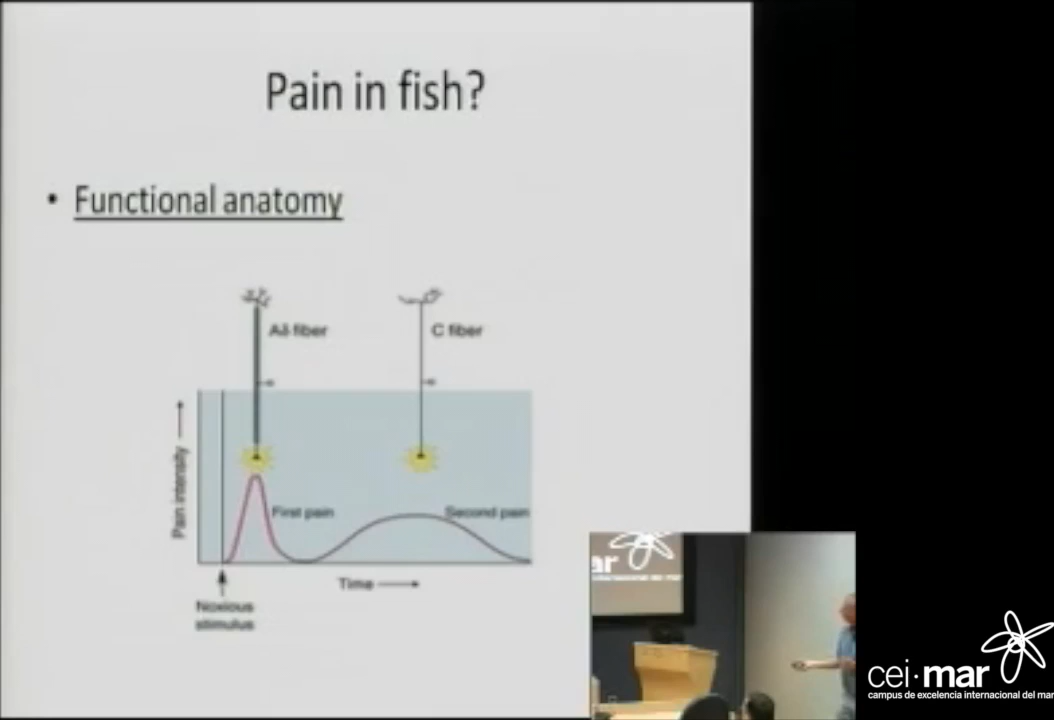 Pain in fish?
• Functional anatomy
Aδ fiber
C fiber
Pain intensity
First pain
Second pain
Time
Noxious
stimulus
ar
cei·mar
campus de excelencia internacional del mar